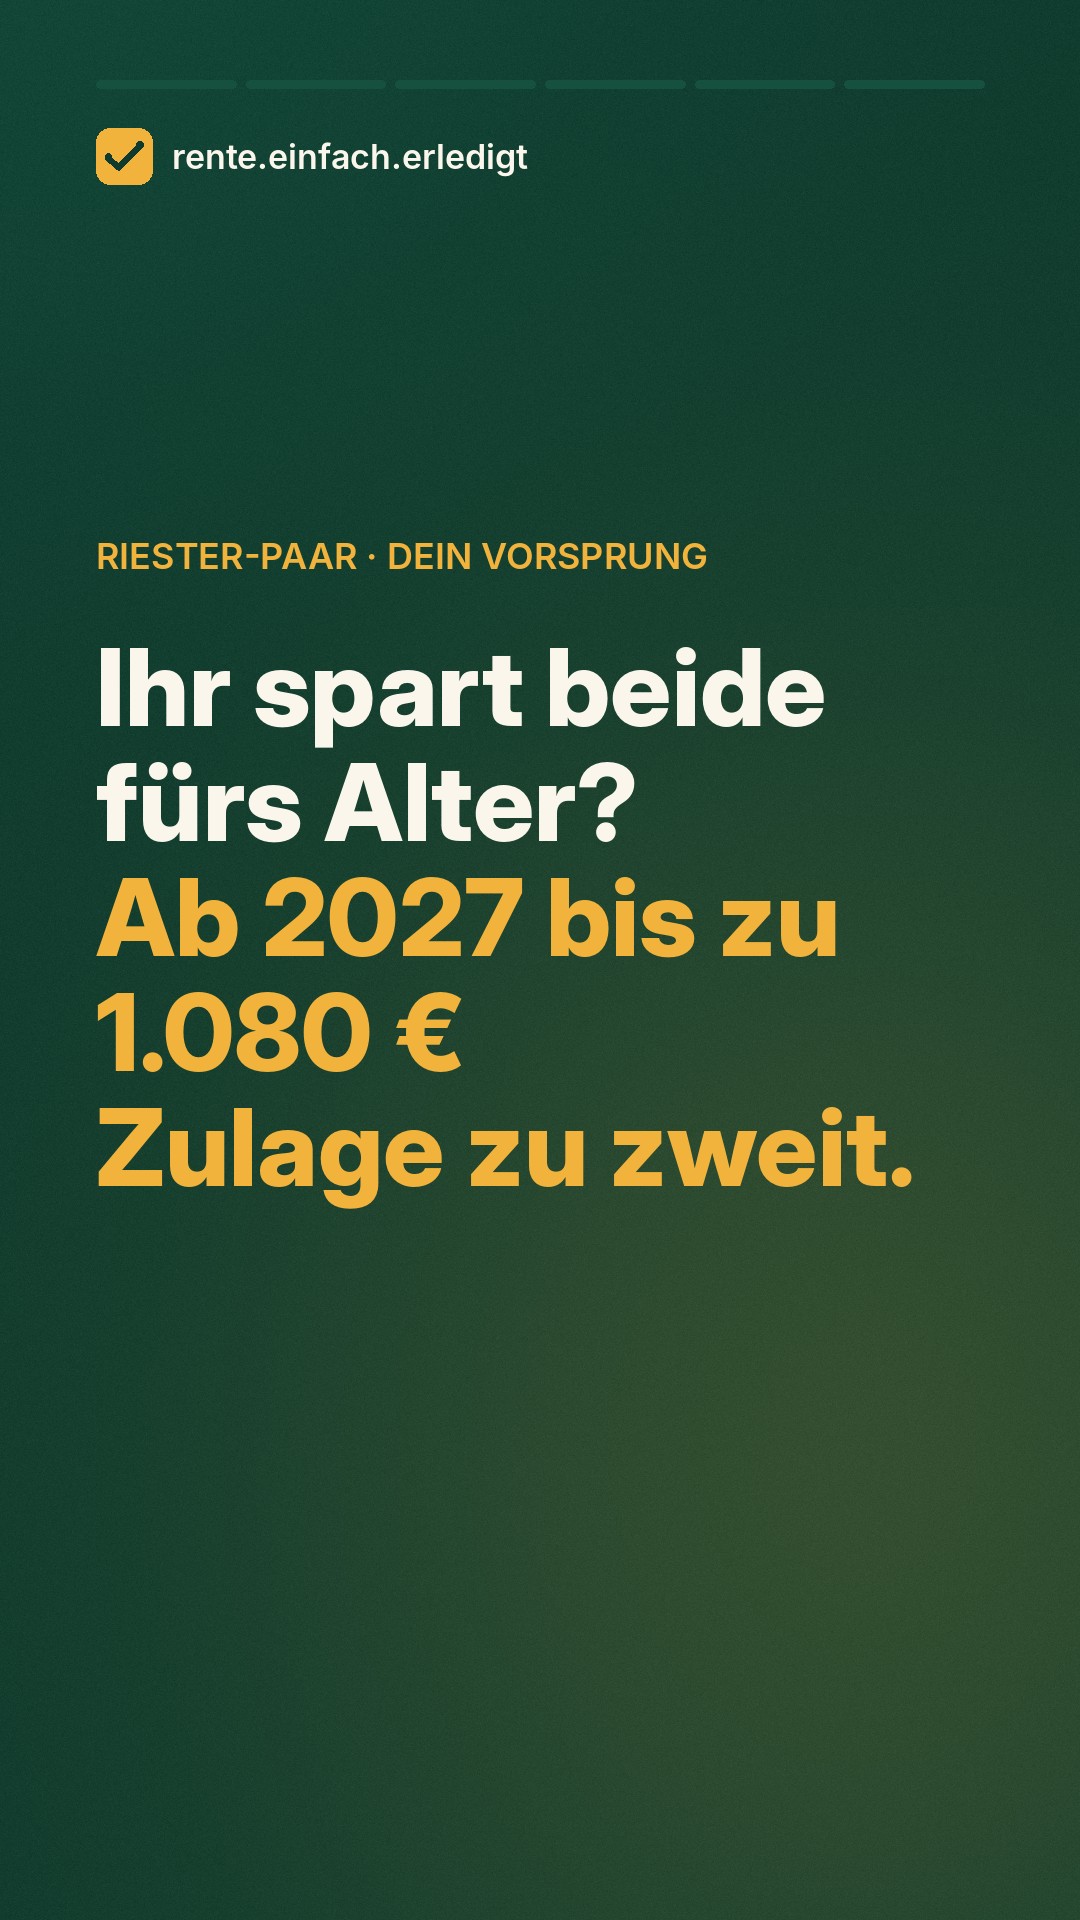 rente.einfach.erledigt
RIESTER-PAAR · DEIN VORSPRUNG
Ihr spart beide
fürs Alter?
Ab 2027 bis zu
1.080 €
Zulage zu zweit.